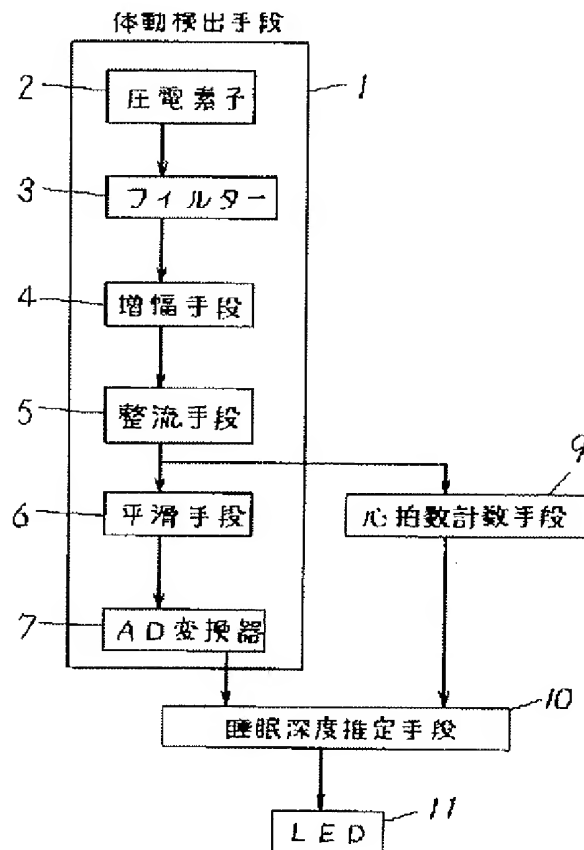 体動検出手段
1
2
圧電素子
3
フィルター
4
増幅手段
5
整流手段
6
平滑手段
9
心拍数計数手段
7
AD変換器
10
睡眠深度推定手段
11
LED